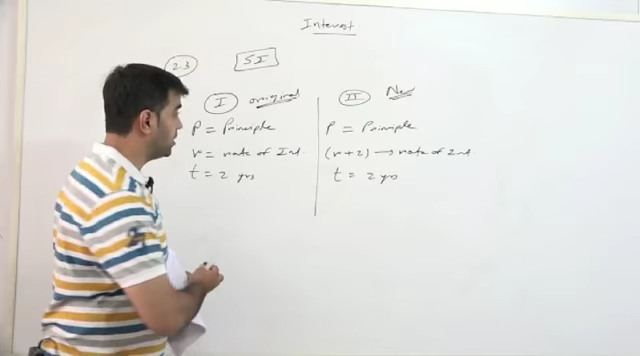 Interest
23
SI
I original
P = Principle
r = rate of Int.
t = 2 yrs
II New
P = Principle
(r+2) → rate of Int.
t = 2 yrs